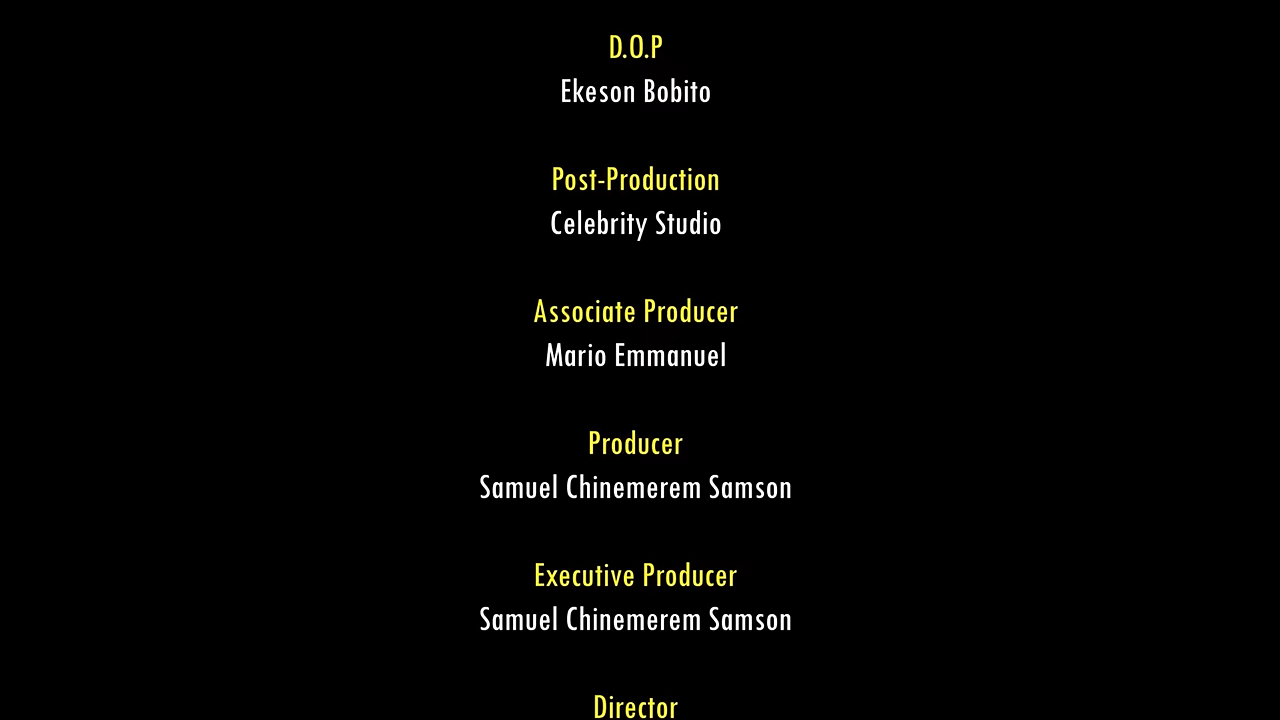 D.O.P
Ekeson Bobito
Post-Production
Celebrity Studio
Associate Producer
Mario Emmanuel
Producer
Samuel Chinemerem Samson
Executive Producer
Samuel Chinemerem Samson
Director